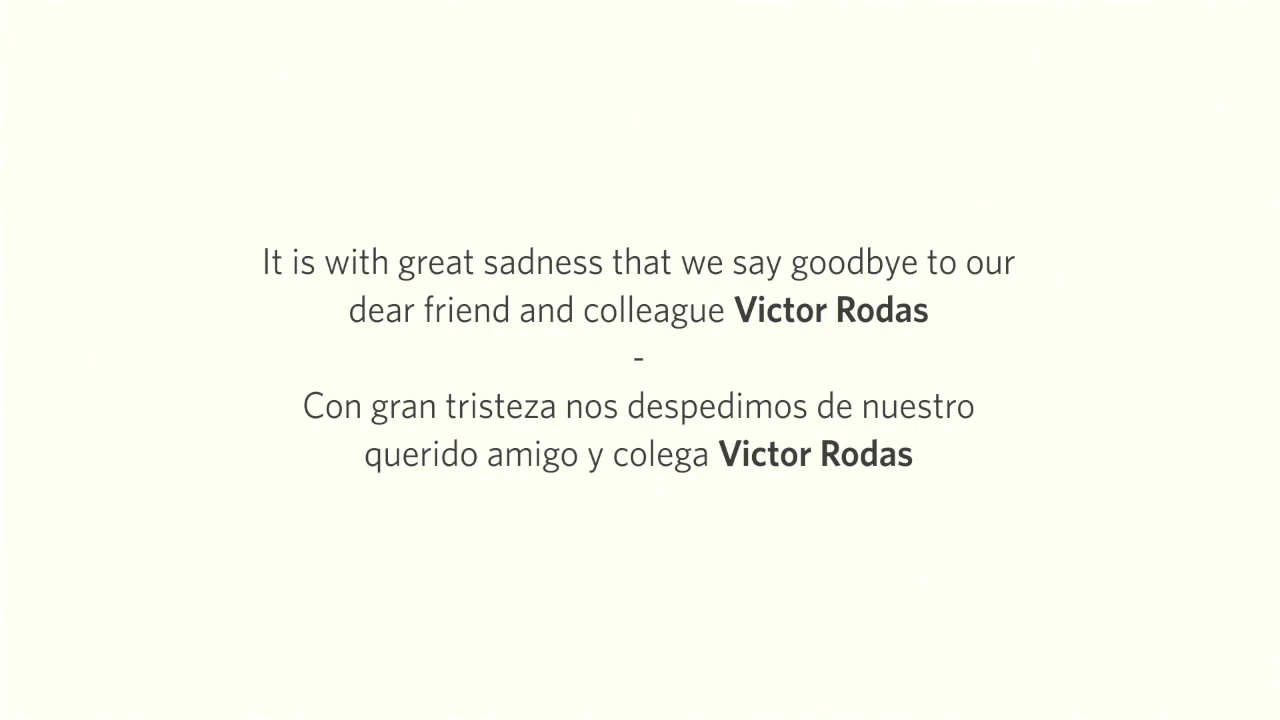 It is with great sadness that we say goodbye to our
dear friend and colleague Victor Rodas
-
Con gran tristeza nos despedimos de nuestro
querido amigo y colega Victor Rodas